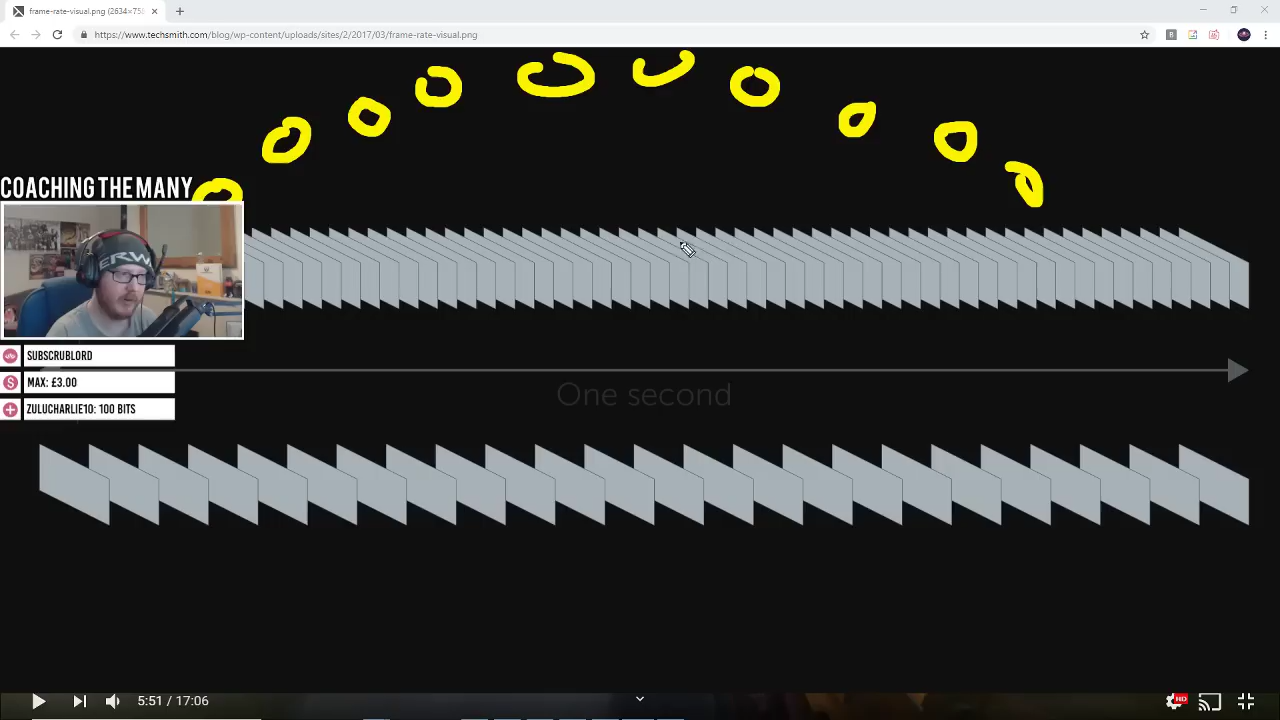 frame-rate-visual.png (2634×75
https://www.techsmith.com/blog/wp-content/uploads/sites/2/2017/03/frame-rate-visual.png
COACHING THE MANY
ERW
SUBSCRUBLORD
MAX: £3.00
ZULUCHARLIE10: 100 BITS
One second
5:51 / 17:06
HD